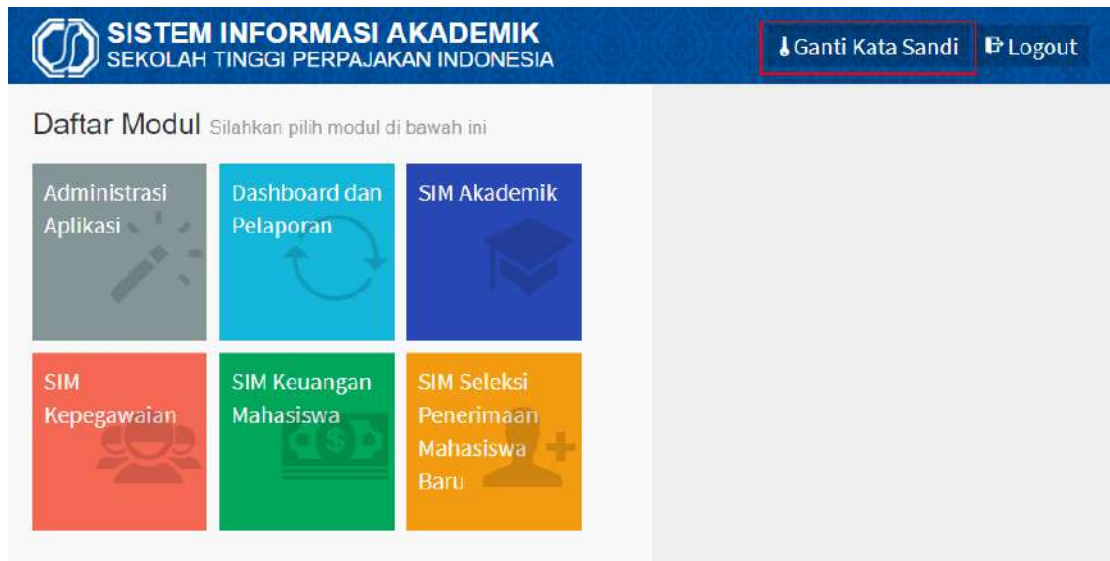 SISTEM INFORMASI AKADEMIK
SEKOLAH TINGGI PERPAJAKAN INDONESIA
Ganti Kata Sandi
Logout
Daftar Modul Silahkan pilih modul di bawah ini
Administrasi
Aplikasi
Dashboard dan
Pelaporan
SIM Akademik
SIM
Kepegawaian
SIM Keuangan
Mahasiswa
SIM Seleksi
Penerimaan
Mahasiswa
Baru